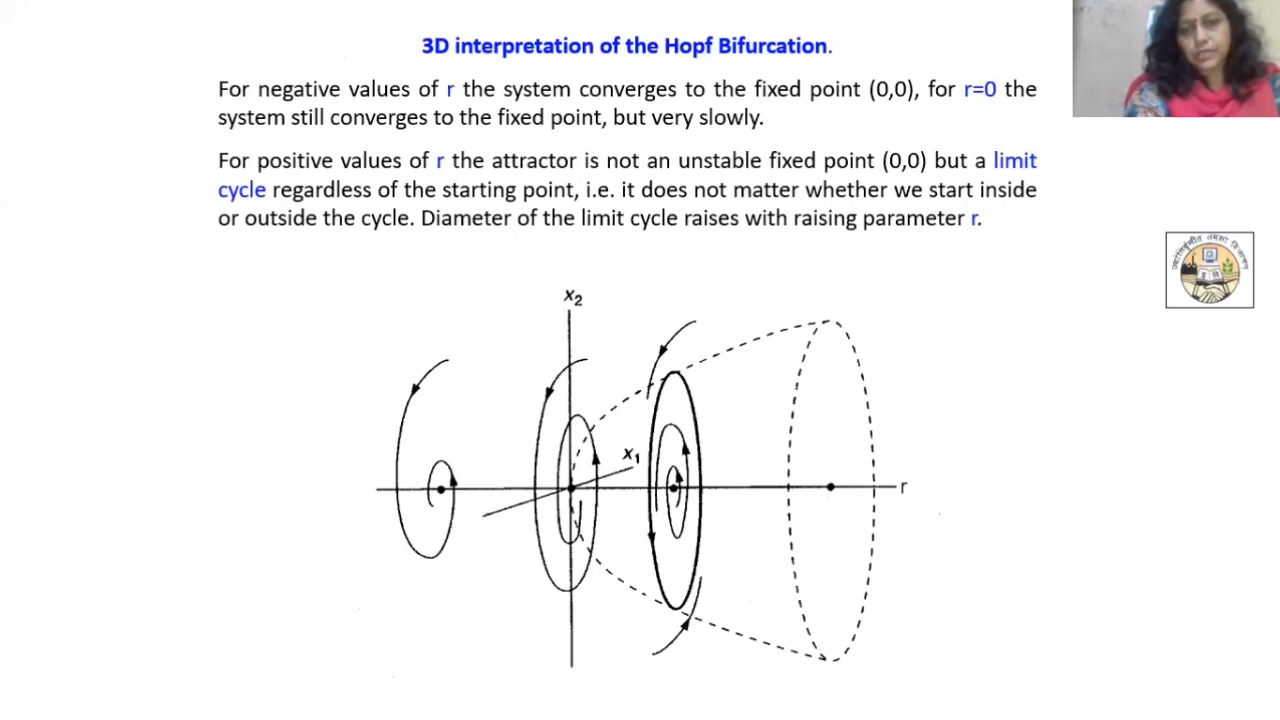 3D interpretation of the Hopf Bifurcation.
For negative values of r the system converges to the fixed point (0,0), for r=0 the
system still converges to the fixed point, but very slowly.
For positive values of r the attractor is not an unstable fixed point (0,0) but a limit
cycle regardless of the starting point, i.e. it does not matter whether we start inside
or outside the cycle. Diameter of the limit cycle raises with raising parameter r.
x₂
x₁
r